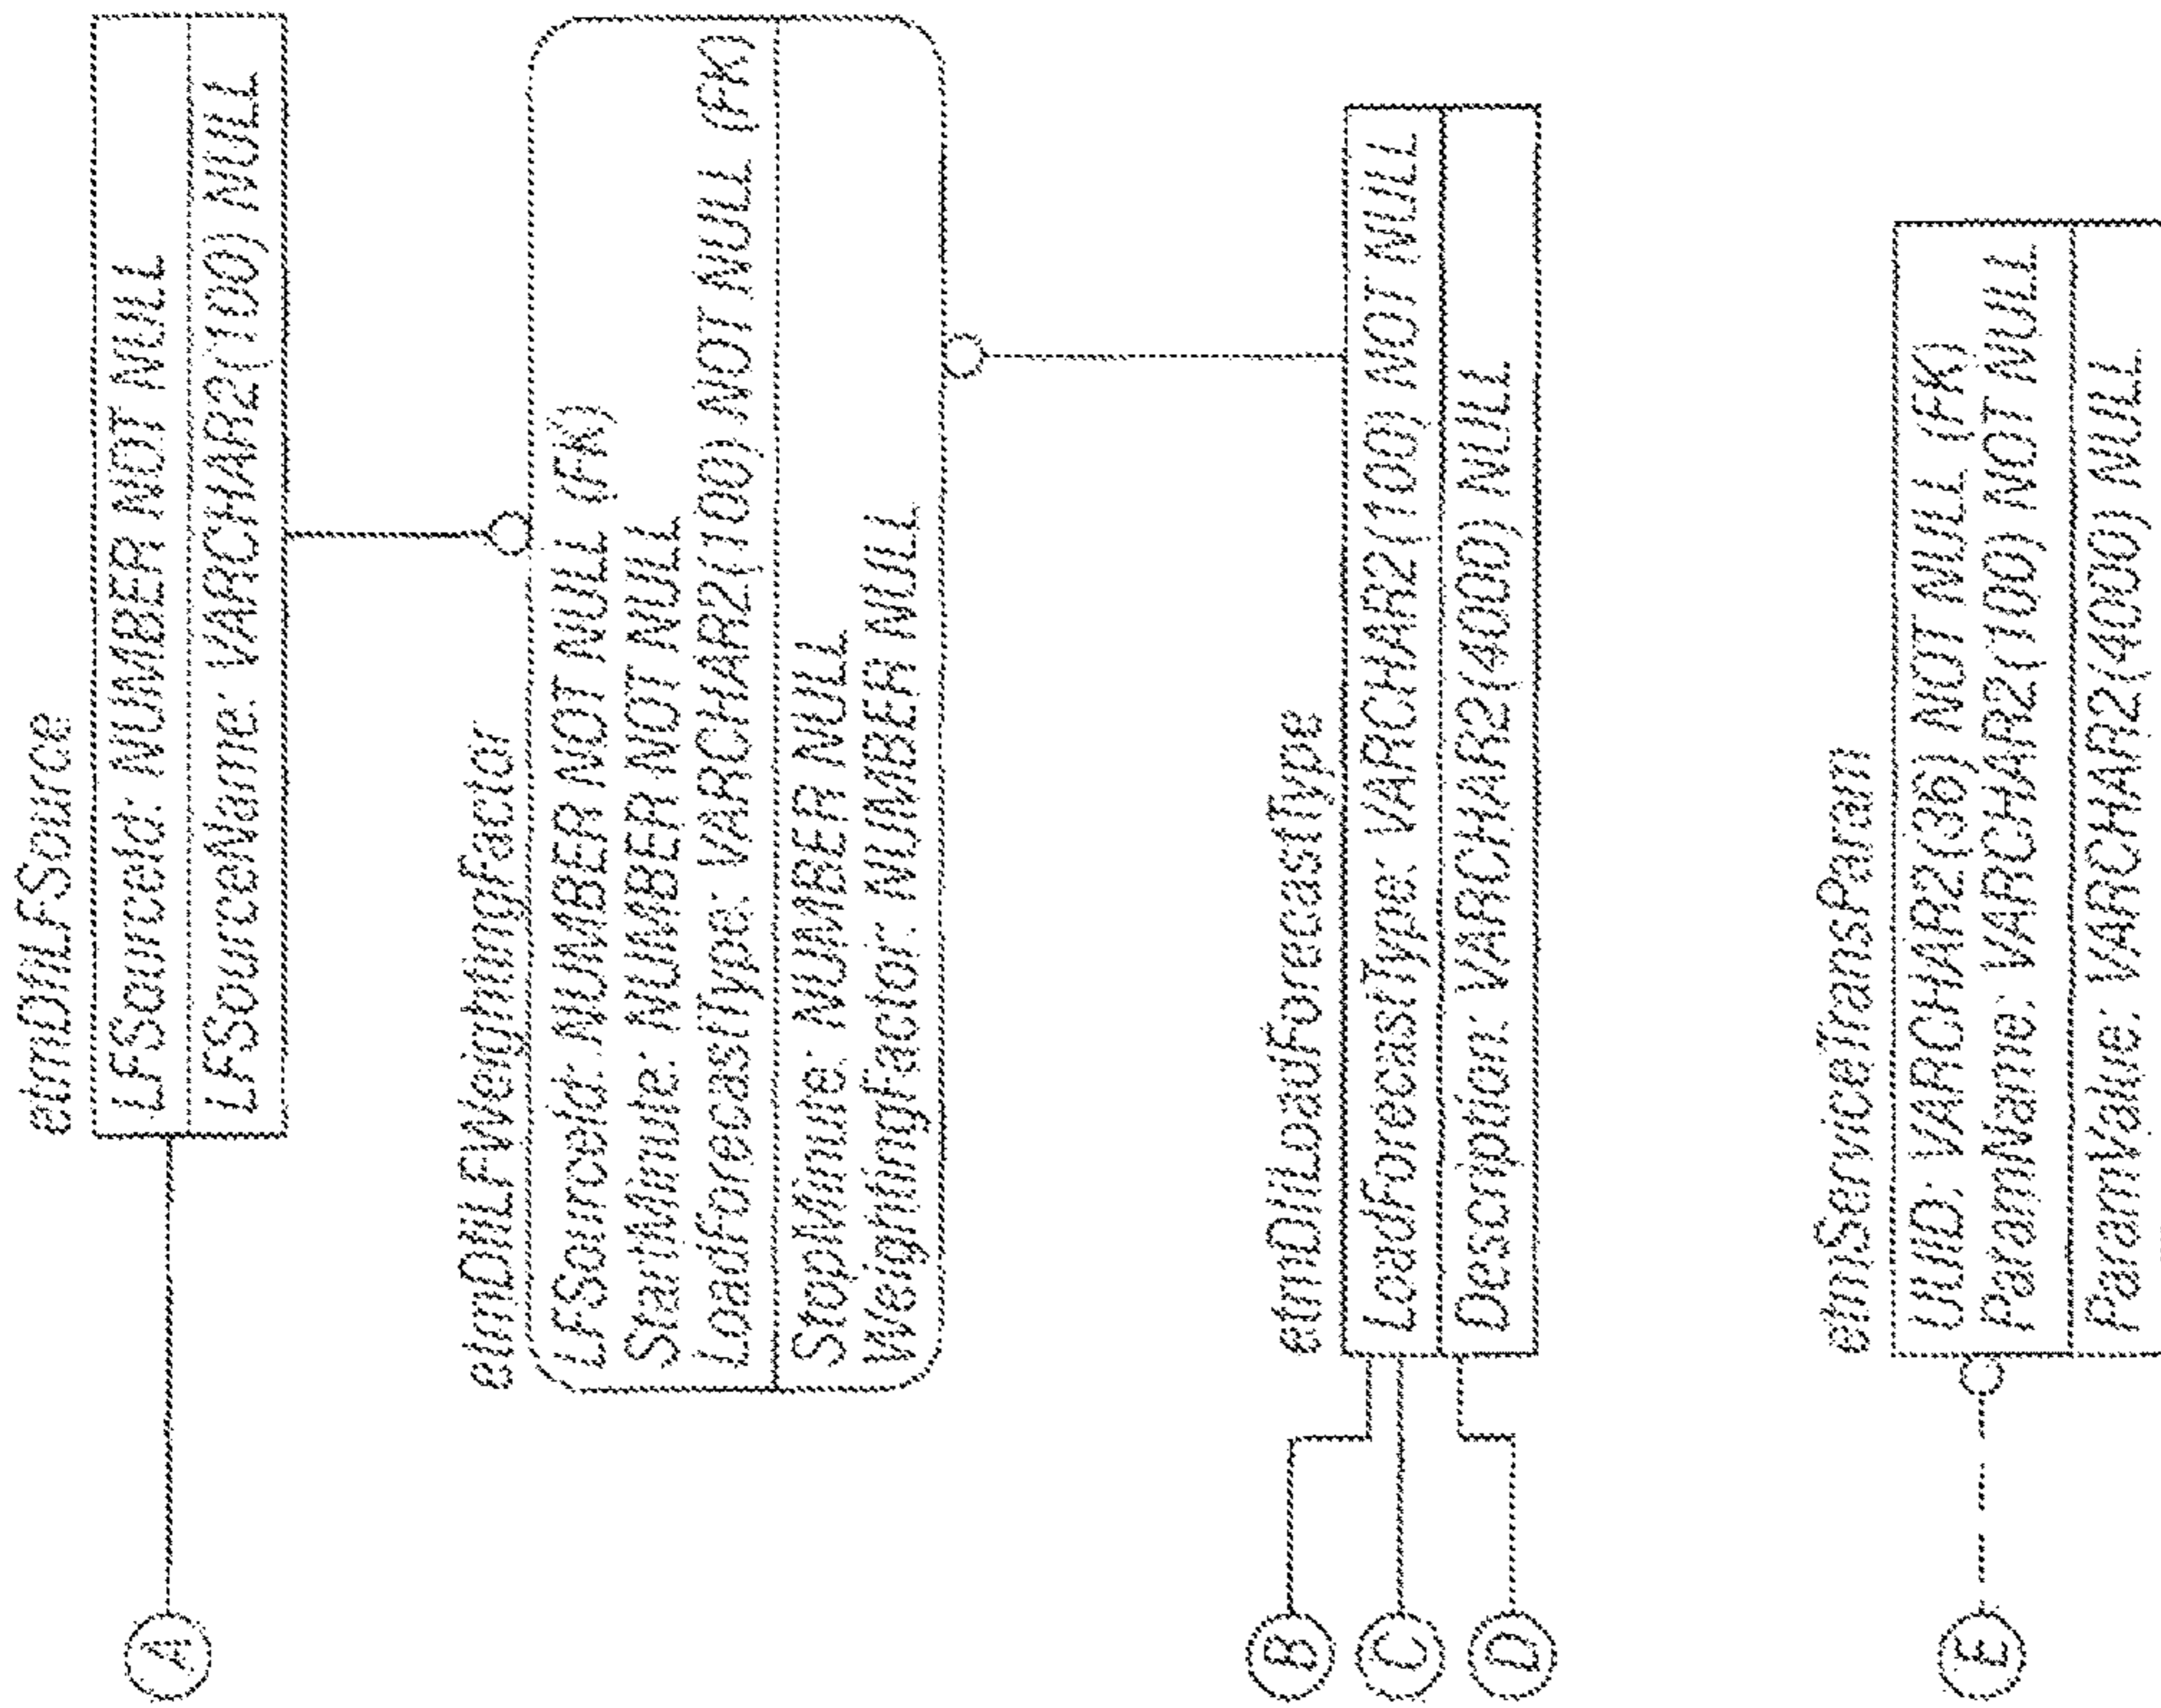 etmDIILFSource
LFSourceId: NUMBER NOT NULL
LFSourceName: VARCHAR2(100) NULL
A
etmDIILFWeightingFactor
LFSourceId: NUMBER NOT NULL (FK)
StartMinute: NUMBER NOT NULL
LoadForecastType: VARCHAR2(100) NOT NULL (FK)
StopMinute: NUMBER NULL
WeightingFactor: NUMBER NULL
etmDIILoadForecastType
LoadForecastType: VARCHAR2(100) NOT NULL
Description: VARCHAR2(4000) NULL
B
C
D
etmServiceTransParam
UUID: VARCHAR2(36) NOT NULL (FK)
ParamName: VARCHAR2(100) NOT NULL
ParamValue: VARCHAR2(4000) NULL
E